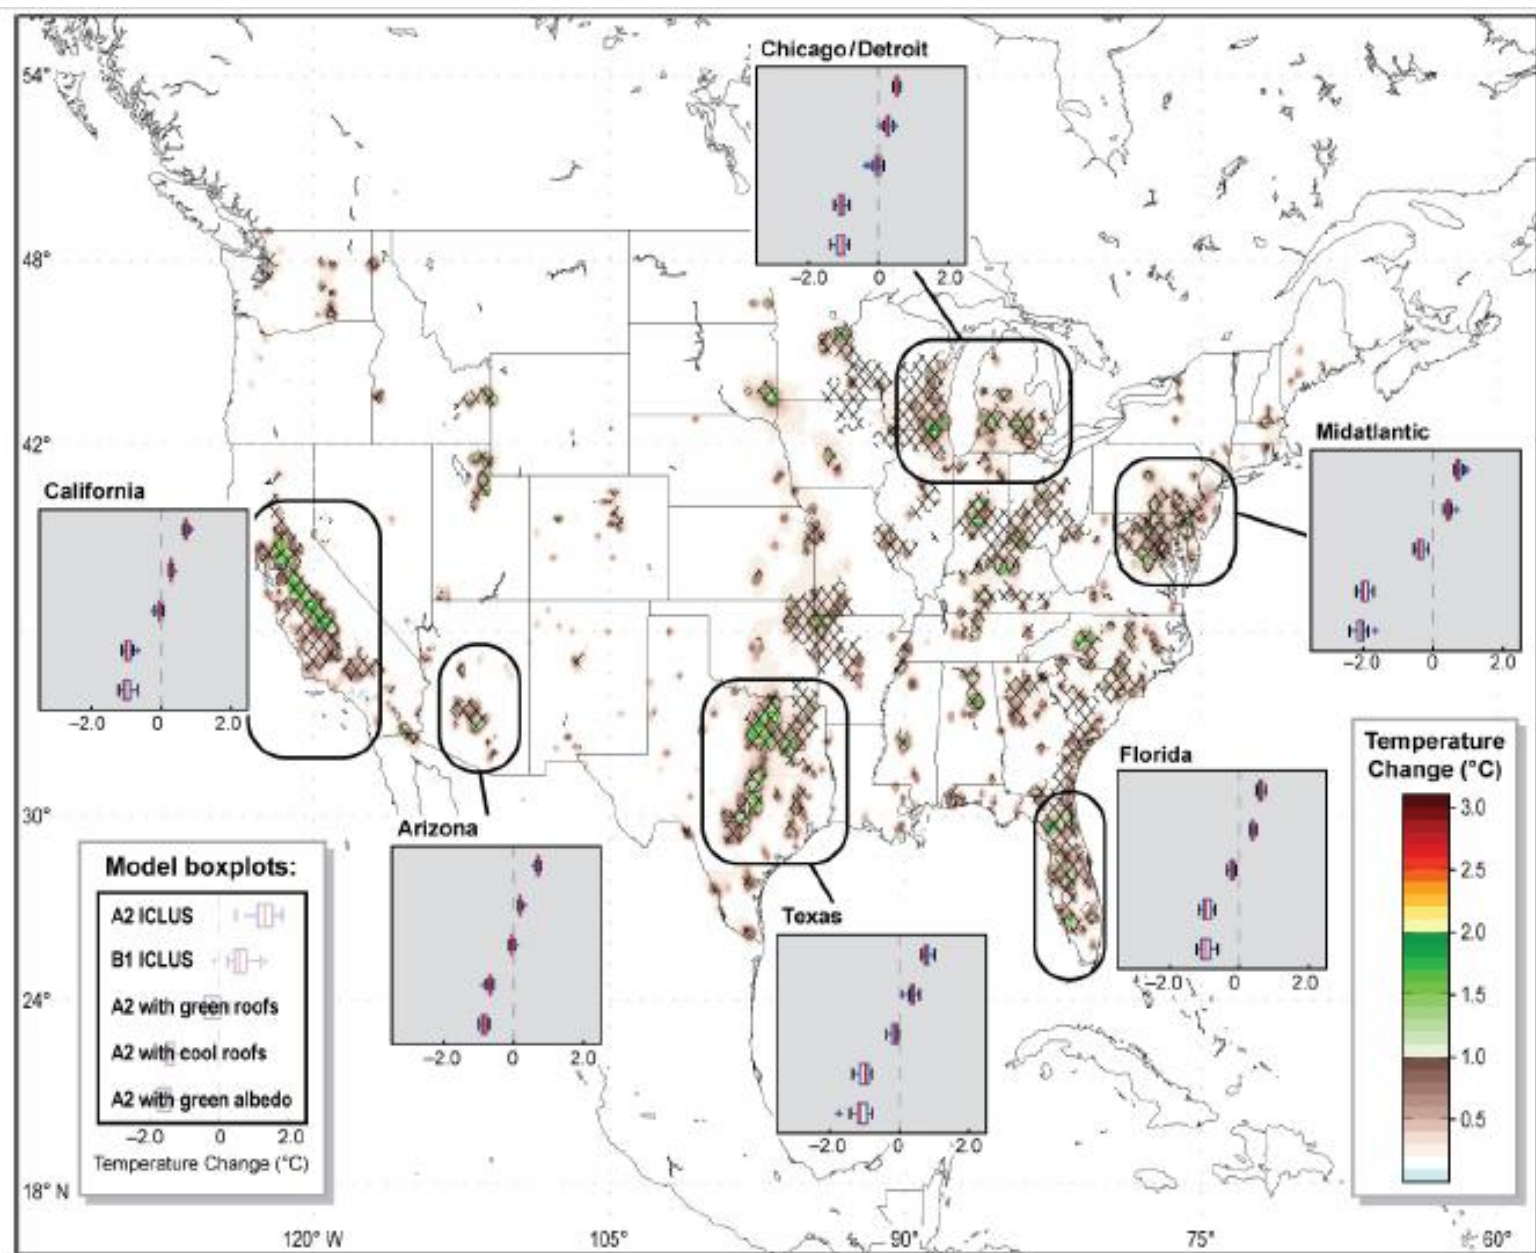 Chicago/Detroit
−2.0 0 2.0
54°
48°
42°
30°
24°
18° N
120° W 105° 90° 75° 60°
California
−2.0 0 2.0
Midatlantic
−2.0 0 2.0
Arizona
−2.0 0 2.0
Texas
−2.0 0 2.0
Florida
−2.0 0 2.0
Model boxplots:
A2 ICLUS
B1 ICLUS
A2 with green roofs
A2 with cool roofs
A2 with green albedo
−2.0 0 2.0
Temperature Change (°C)
Temperature
Change (°C)
3.0
2.5
2.0
1.5
1.0
0.5